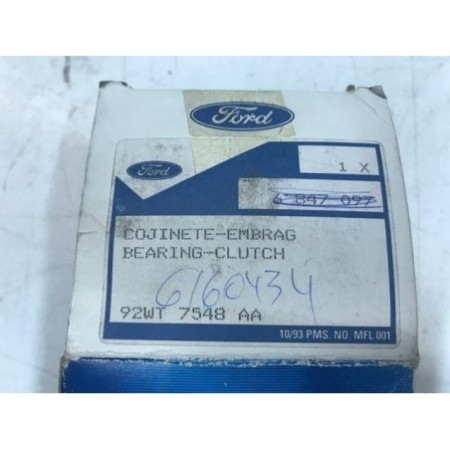 Ford
Ford
1 X
6 847 097
COJINETE-EMBRAG
BEARING-CLUTCH
6160434
92WT 7548 AA
10/93 PMS. NO. MFL 001